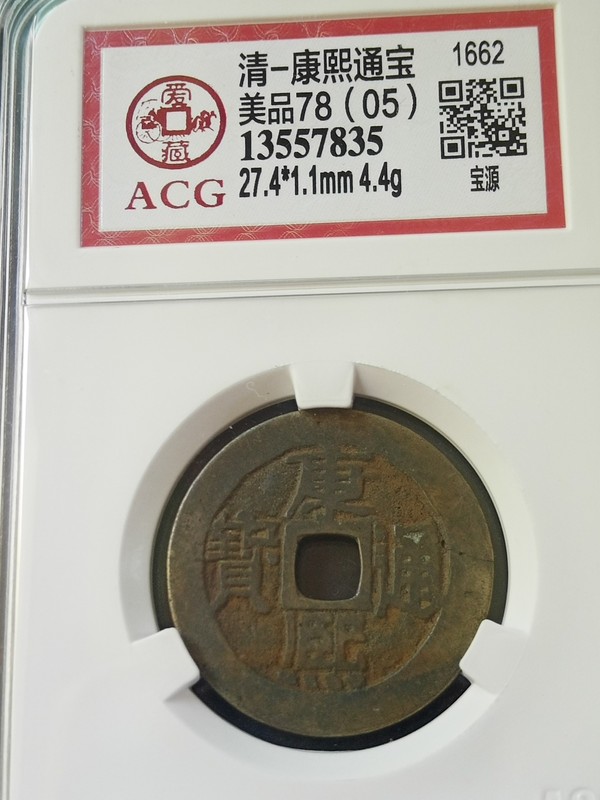 爱藏
ACG
清-康熙通宝
美品78（05）
13557835
27.4*1.1mm 4.4g
1662
宝源
康熙通寶